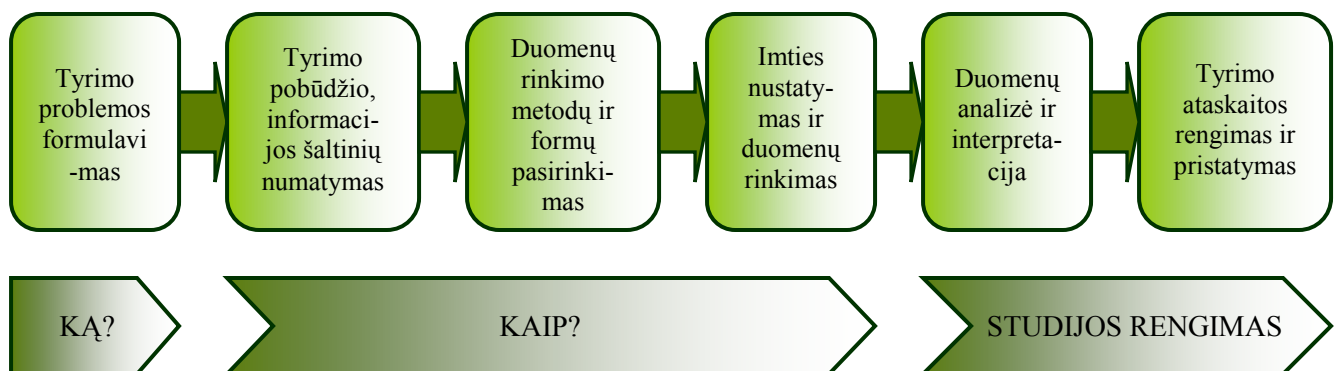 Tyrimo
problemos
formulavi
-mas
Tyrimo
pobūdžio,
informaci-
jos šaltinių
numatymas
Duomenų
rinkimo
metodų ir
formų
pasirinki-
mas
Imties
nustaty-
mas ir
duomenų
rinkimas
Duomenų
analizė ir
interpreta-
cija
Tyrimo
ataskaitos
rengimas ir
pristatymas
KĄ?
KAIP?
STUDIJOS RENGIMAS